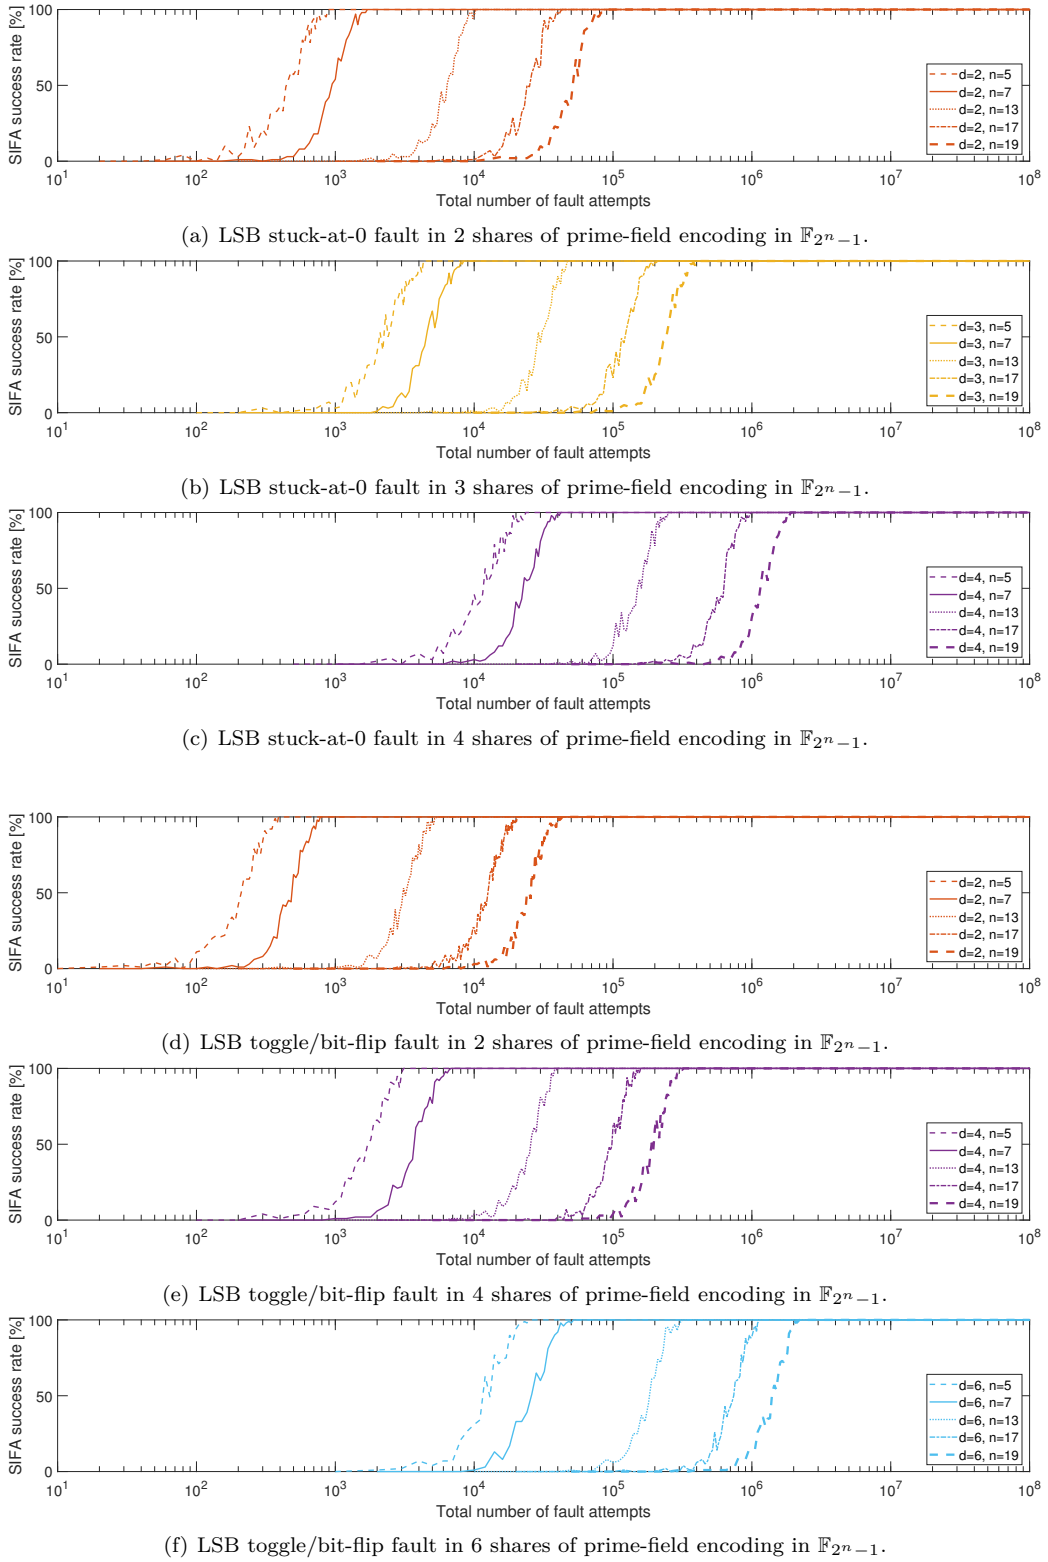 100
50
0
SIFA success rate [%]
d=2, n=5
d=2, n=7
d=2, n=13
d=2, n=17
d=2, n=19
10^1 10^2 10^3 10^4 10^5 10^6 10^7 10^8
Total number of fault attempts
(a) LSB stuck-at-0 fault in 2 shares of prime-field encoding in 𝔽_{2^n−1}.
100
50
0
SIFA success rate [%]
d=3, n=5
d=3, n=7
d=3, n=13
d=3, n=17
d=3, n=19
10^1 10^2 10^3 10^4 10^5 10^6 10^7 10^8
Total number of fault attempts
(b) LSB stuck-at-0 fault in 3 shares of prime-field encoding in 𝔽_{2^n−1}.
100
50
0
SIFA success rate [%]
d=4, n=5
d=4, n=7
d=4, n=13
d=4, n=17
d=4, n=19
10^1 10^2 10^3 10^4 10^5 10^6 10^7 10^8
Total number of fault attempts
(c) LSB stuck-at-0 fault in 4 shares of prime-field encoding in 𝔽_{2^n−1}.
100
50
0
SIFA success rate [%]
d=2, n=5
d=2, n=7
d=2, n=13
d=2, n=17
d=2, n=19
10^1 10^2 10^3 10^4 10^5 10^6 10^7 10^8
Total number of fault attempts
(d) LSB toggle/bit-flip fault in 2 shares of prime-field encoding in 𝔽_{2^n−1}.
100
50
0
SIFA success rate [%]
d=4, n=5
d=4, n=7
d=4, n=13
d=4, n=17
d=4, n=19
10^1 10^2 10^3 10^4 10^5 10^6 10^7 10^8
Total number of fault attempts
(e) LSB toggle/bit-flip fault in 4 shares of prime-field encoding in 𝔽_{2^n−1}.
100
50
0
SIFA success rate [%]
d=6, n=5
d=6, n=7
d=6, n=13
d=6, n=17
d=6, n=19
10^1 10^2 10^3 10^4 10^5 10^6 10^7 10^8
Total number of fault attempts
(f) LSB toggle/bit-flip fault in 6 shares of prime-field encoding in 𝔽_{2^n−1}.